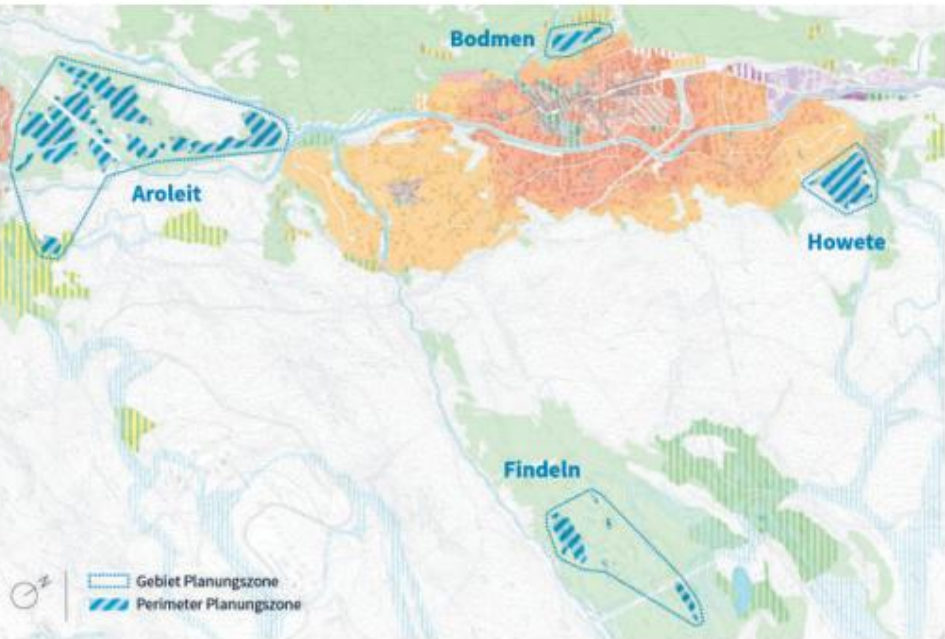 Bodmen
Aroleit
Howete
Findeln
N
Gebiet Planungszone
Perimeter Planungszone